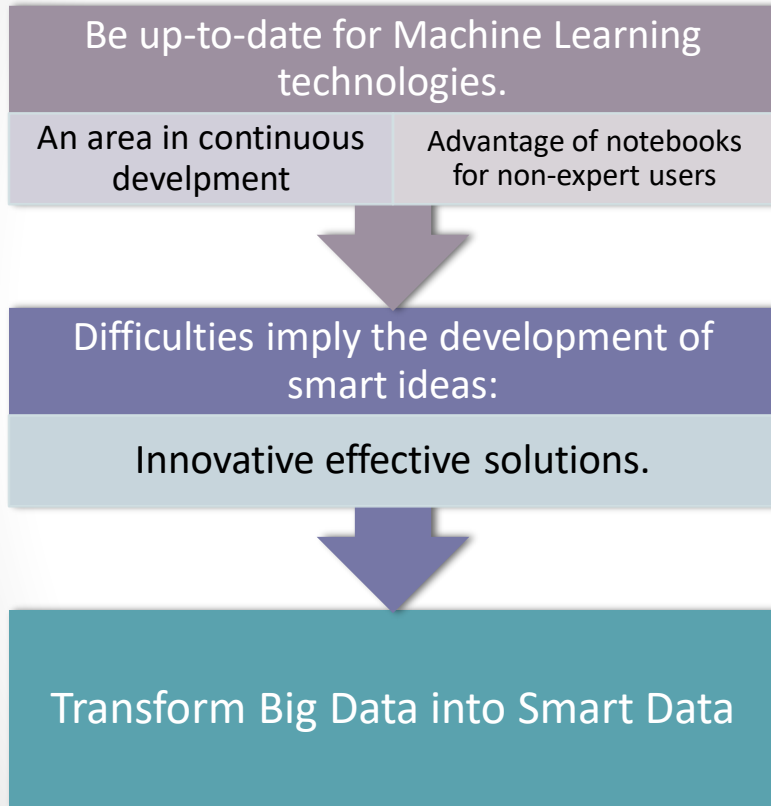 Be up-to-date for Machine Learning
technologies.
An area in continuous
develpment
Advantage of notebooks
for non-expert users
Difficulties imply the development of
smart ideas:
Innovative effective solutions.
Transform Big Data into Smart Data